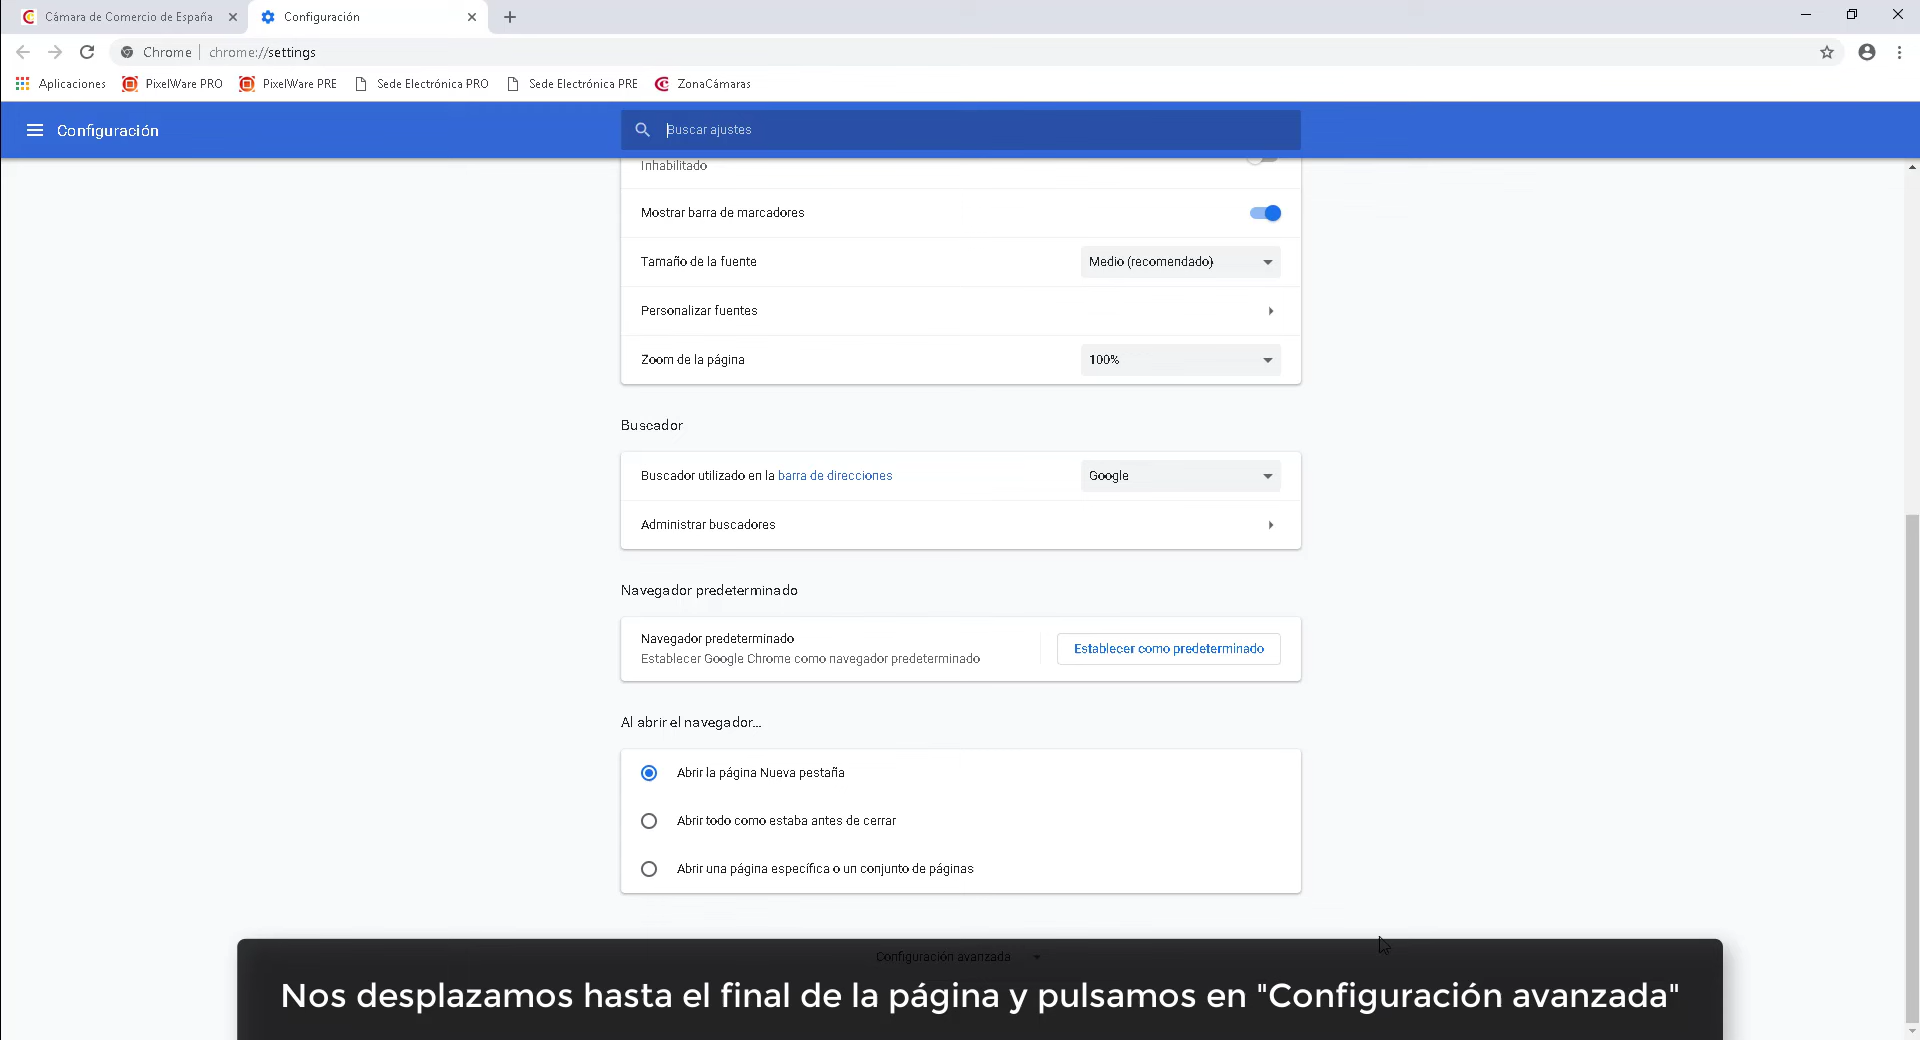 Cámara de Comercio de España
Configuración
Chrome chrome://settings
Aplicaciones PixelWare PRO PixelWare PRE Sede Electrónica PRO Sede Electrónica PRE ZonaCámaras
Configuración
Buscar ajustes
Inhabilitado
Mostrar barra de marcadores
Tamaño de la fuente
Medio (recomendado)
Personalizar fuentes
Zoom de la página
100%
Buscador
Buscador utilizado en la barra de direcciones
Google
Administrar buscadores
Navegador predeterminado
Navegador predeterminado
Establecer Google Chrome como navegador predeterminado
Establecer como predeterminado
Al abrir el navegador...
Abrir la página Nueva pestaña
Abrir todo como estaba antes de cerrar
Abrir una página específica o un conjunto de páginas
Configuración avanzada
Nos desplazamos hasta el final de la página y pulsamos en "Configuración avanzada"